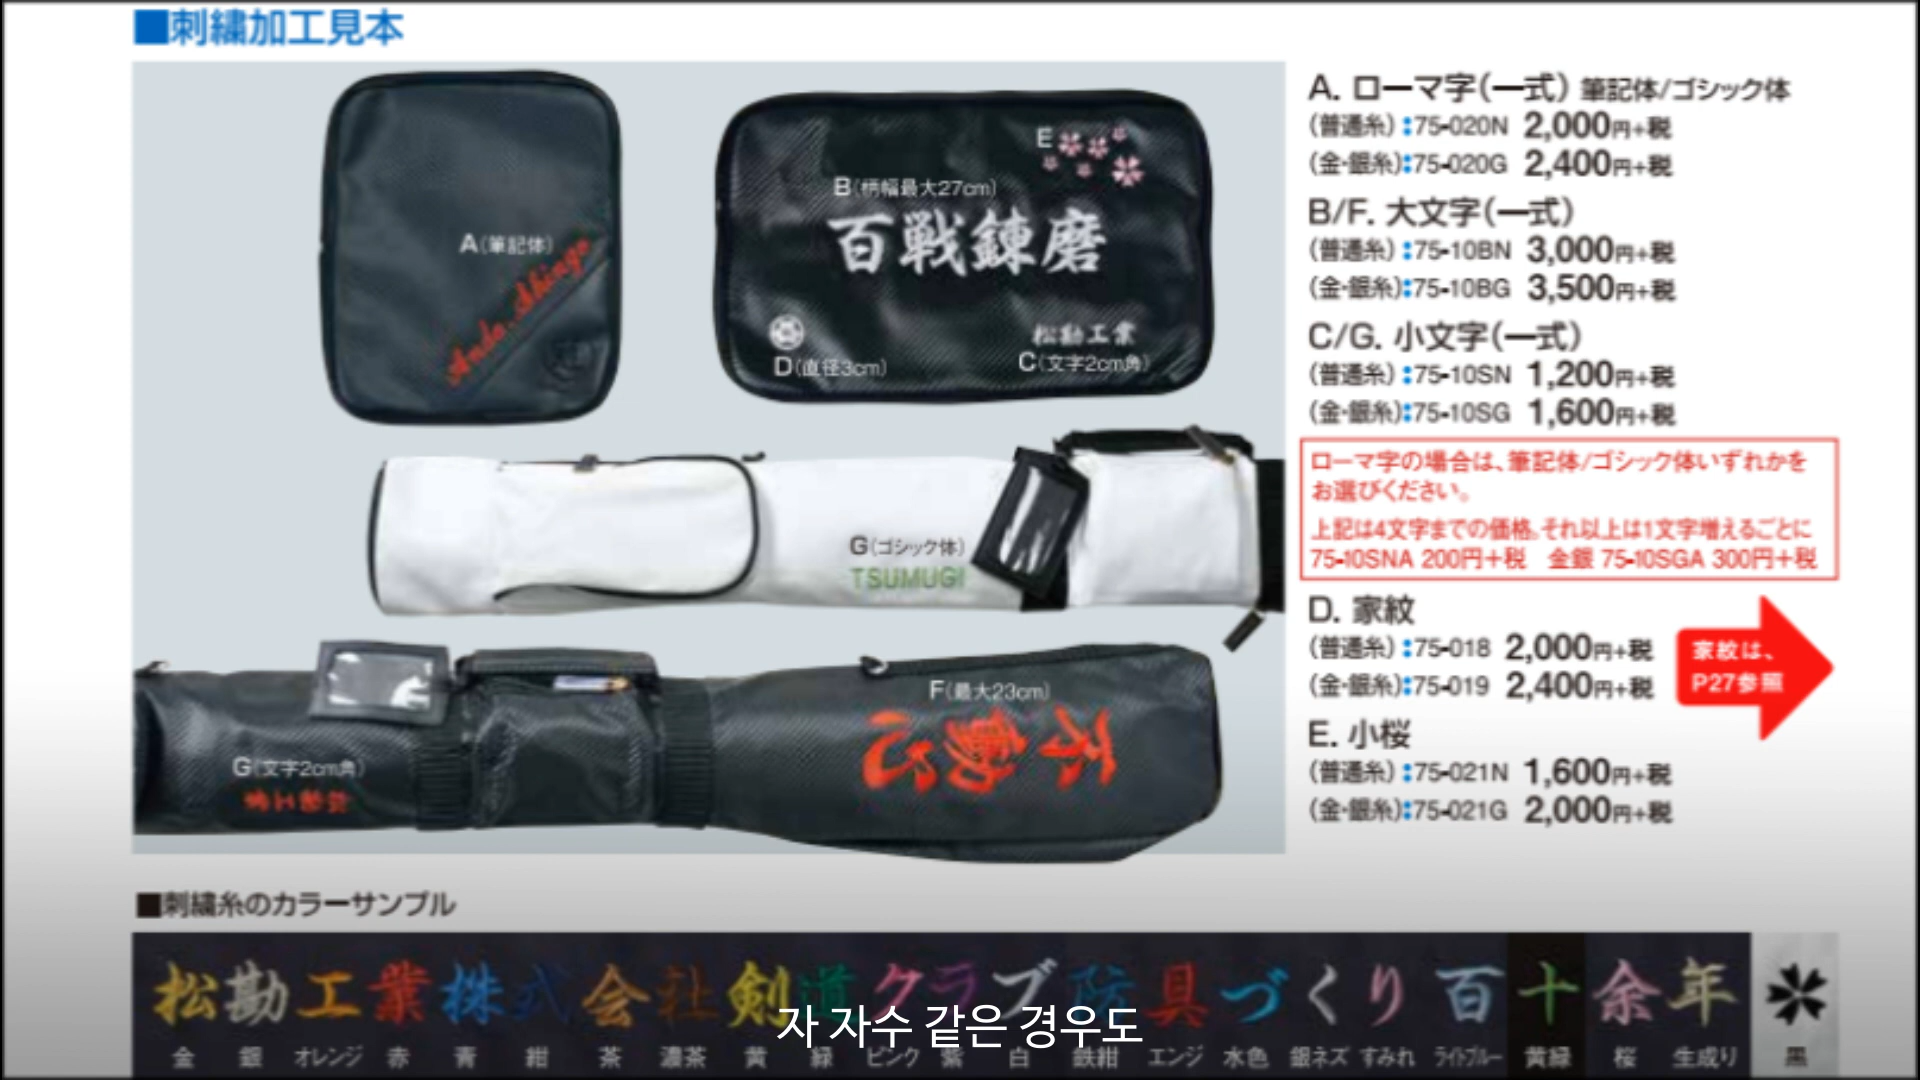 ■刺繍加工見本
A(筆記体)
Ando.Shingo
E
B(柄幅最大27cm)
百戦錬磨
D(直径3cm)
松勘工業
C(文字2cm角)
G(ゴシック体)
TSUMUGI
F(最大23cm)
不動心
G(文字2cm角)
松勘工業
A. ローマ字(一式) 筆記体/ゴシック体
(普通糸):75-020N 2,000円+税
(金・銀糸):75-020G 2,400円+税
B/F. 大文字(一式)
(普通糸):75-10BN 3,000円+税
(金・銀糸):75-10BG 3,500円+税
C/G. 小文字(一式)
(普通糸):75-10SN 1,200円+税
(金・銀糸):75-10SG 1,600円+税
ローマ字の場合は、筆記体/ゴシック体いずれかを
お選びください。
上記は4文字までの価格。それ以上は1文字増えるごとに
75-10SNA 200円+税 金銀 75-10SGA 300円+税
D. 家紋
(普通糸):75-018 2,000円+税
(金・銀糸):75-019 2,400円+税
家紋は、
P27参照
E. 小桜
(普通糸):75-021N 1,600円+税
(金・銀糸):75-021G 2,000円+税
■刺繍糸のカラーサンプル
松勘工業株式会社剣道クラブ防具づくり百十余年
자 자수 같은 경우도
金 銀 オレンジ 赤 青 紺 茶 濃茶 黄 緑 ピンク 紫 白 鉄紺 エンジ 水色 銀ネズ すみれ ライトブルー 黄緑 桜 生成り 黒